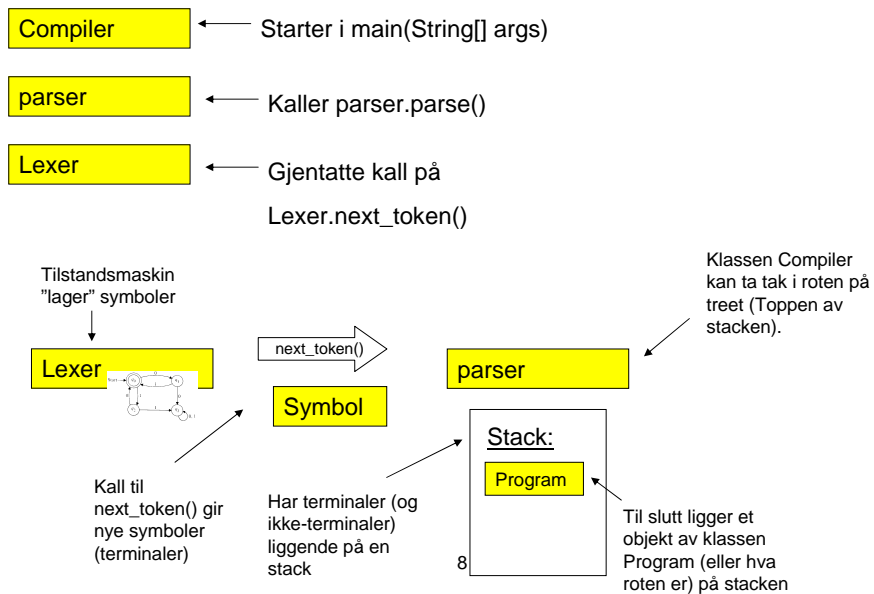 Compiler
Starter i main(String[] args)
parser
Kaller parser.parse()
Lexer
Gjentatte kall på
Lexer.next_token()
Klassen Compiler
kan ta tak i roten på
treet (Toppen av
stacken).
Tilstandsmaskin
”lager” symboler
Lexer
next_token()
parser
Symbol
Stack:
Program
Kall til
next_token() gir
nye symboler
(terminaler)
Har terminaler (og
ikke-terminaler)
liggende på en
stack
8
Til slutt ligger et
objekt av klassen
Program (eller hva
roten er) på stacken